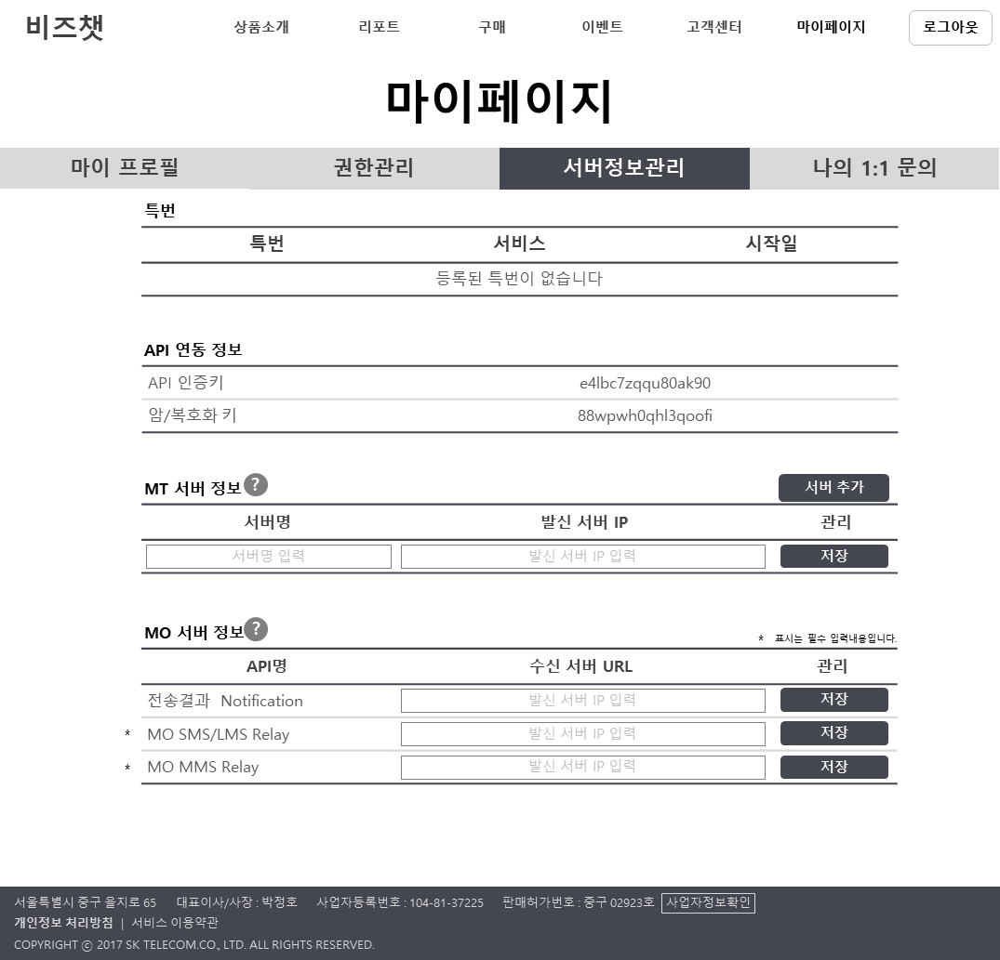 비즈챗 상품소개 리포트 구매 이벤트 고객센터 마이페이지 로그아웃
마이페이지
마이 프로필 권한관리 서버정보관리 나의 1:1 문의
특번
특번 서비스 시작일
등록된 특번이 없습니다
API 연동 정보
API 인증키 e4lbc7zqqu80ak90
암/복호화 키 88wpwh0qhl3qoofi
MT 서버 정보 ? 서버 추가
서버명 발신 서버 IP 관리
서버명 입력 발신 서버 IP 입력 저장
MO 서버 정보 ? * 표시는 필수 입력내용입니다.
API명 수신 서버 URL 관리
전송결과 Notification 발신 서버 IP 입력 저장
* MO SMS/LMS Relay 발신 서버 IP 입력 저장
* MO MMS Relay 발신 서버 IP 입력 저장
서울특별시 중구 을지로 65 대표이사/사장 : 박정호 사업자등록번호 : 104-81-37225 판매허가번호 : 중구 02923호 사업자정보확인
개인정보 처리방침 | 서비스 이용약관
COPYRIGHT ⓒ 2017 SK TELECOM.CO., LTD. ALL RIGHTS RESERVED.